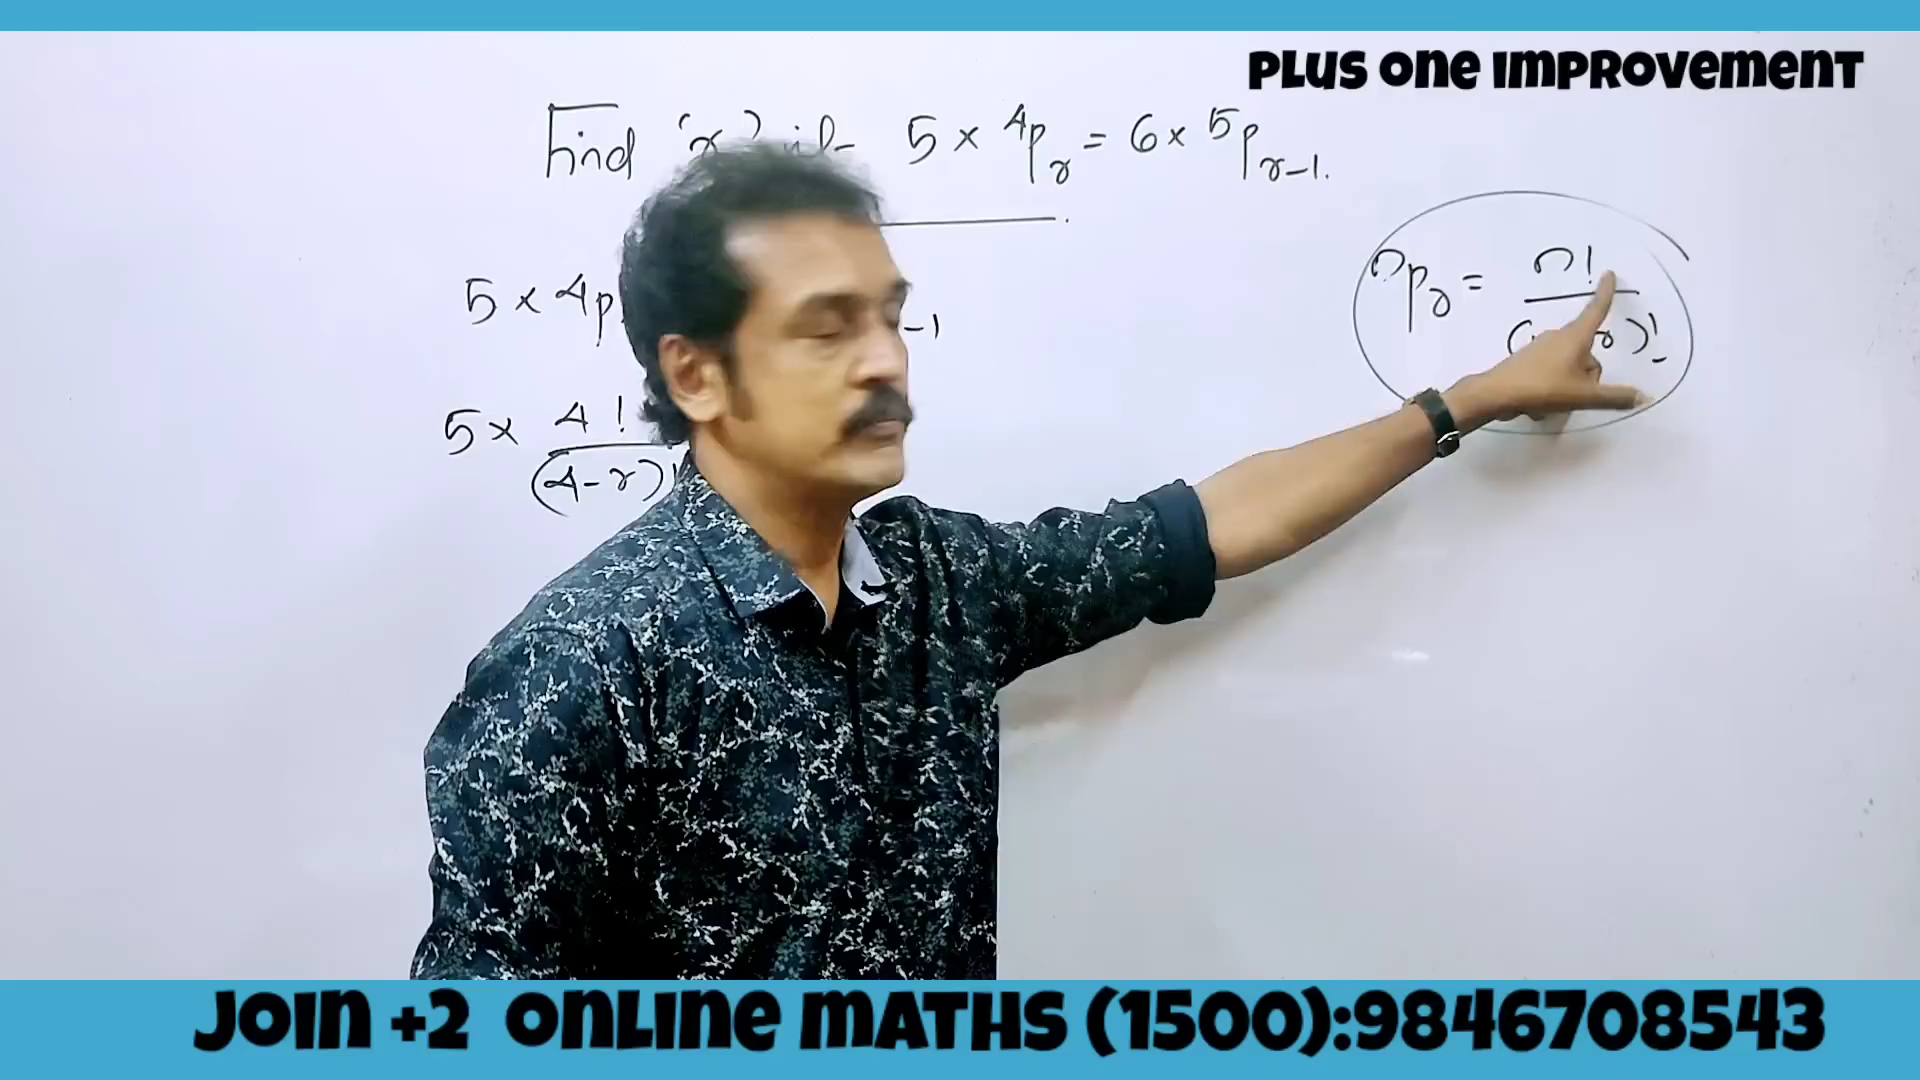 PLUS ONE IMPROVEMENT
Find 'r' if 5 × ⁴Pᵣ = 6 × ⁵Pᵣ₋₁.
ⁿPᵣ = n! / ( r)!
5 × 4P -1
5 × 4! / (4-r)!
JOIN +2 ONLINE MATHS (1500):9846708543